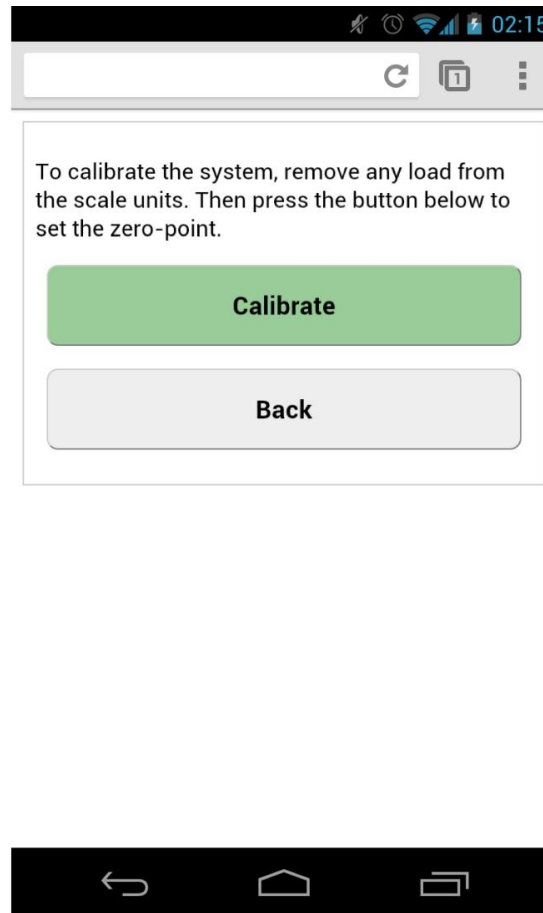 02:15
1
To calibrate the system, remove any load from
the scale units. Then press the button below to
set the zero-point.
Calibrate
Back